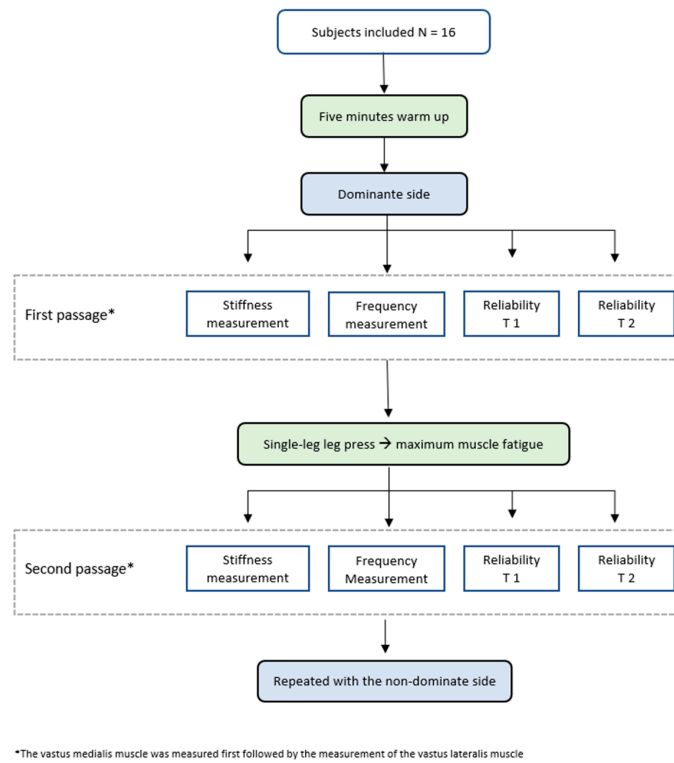 Subjects included N = 16
Five minutes warm up
Dominante side
First passage*
Stiffness
measurement
Frequency
measurement
Reliability
T 1
Reliability
T 2
Single-leg leg press → maximum muscle fatigue
Second passage*
Stiffness
measurement
Frequency
Measurement
Reliability
T 1
Reliability
T 2
Repeated with the non-dominate side
*The vastus medialis muscle was measured first followed by the measurement of the vastus lateralis muscle